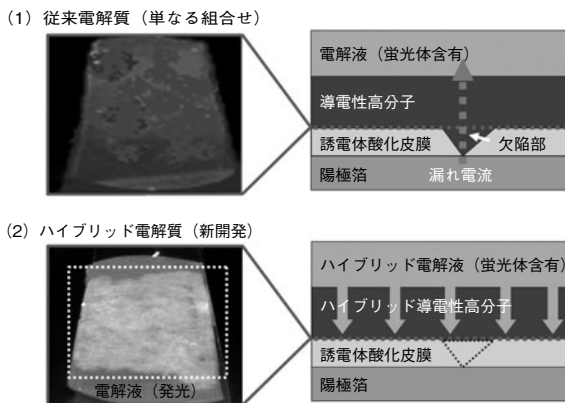 (1) 従来電解質(単なる組合せ)
電解液(蛍光体含有)
導電性高分子
誘電体酸化皮膜
欠陥部
陽極箔
漏れ電流
(2) ハイブリッド電解質(新開発)
ハイブリッド電解液(蛍光体含有)
ハイブリッド導電性高分子
誘電体酸化皮膜
陽極箔
電解液(発光)